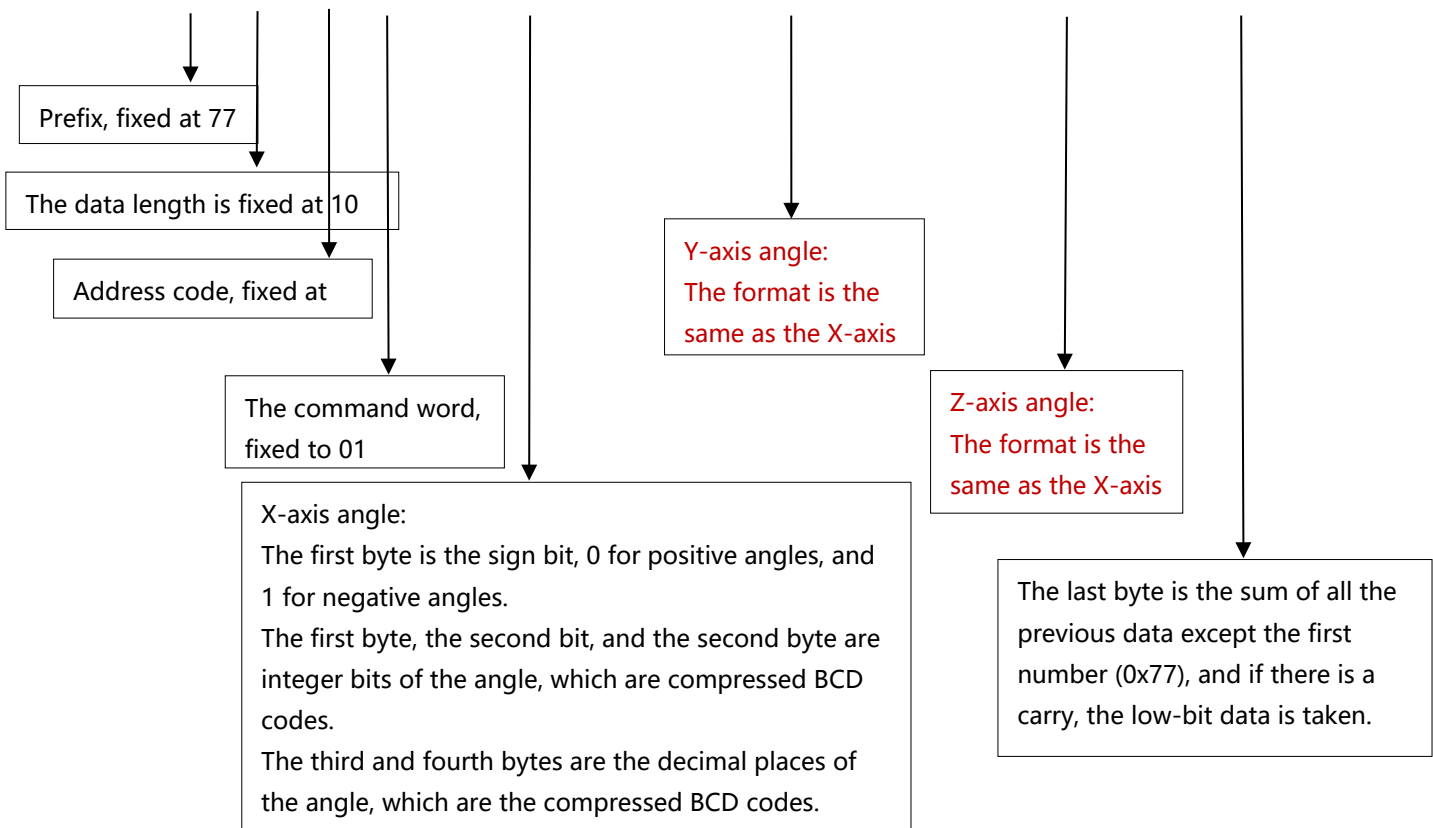 Prefix, fixed at 77
The data length is fixed at 10
Address code, fixed at
Y-axis angle:
The format is the
same as the X-axis
The command word,
fixed to 01
Z-axis angle:
The format is the
same as the X-axis
X-axis angle:
The first byte is the sign bit, 0 for positive angles, and
1 for negative angles.
The first byte, the second bit, and the second byte are
integer bits of the angle, which are compressed BCD
codes.
The third and fourth bytes are the decimal places of
the angle, which are the compressed BCD codes.
The last byte is the sum of all the
previous data except the first
number (0x77), and if there is a
carry, the low-bit data is taken.